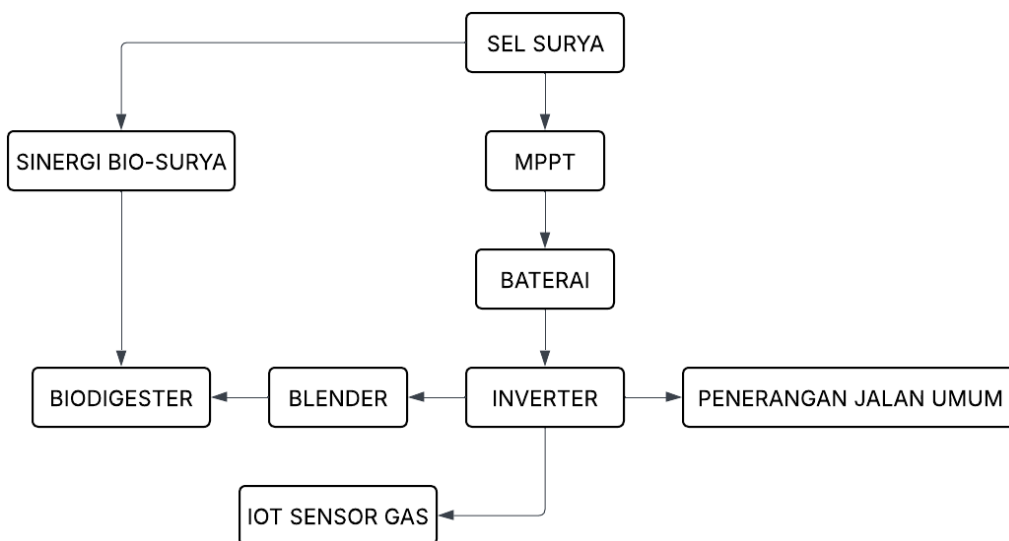 SEL SURYA
SINERGI BIO-SURYA
MPPT
BATERAI
BIODIGESTER
BLENDER
INVERTER
PENERANGAN JALAN UMUM
IOT SENSOR GAS